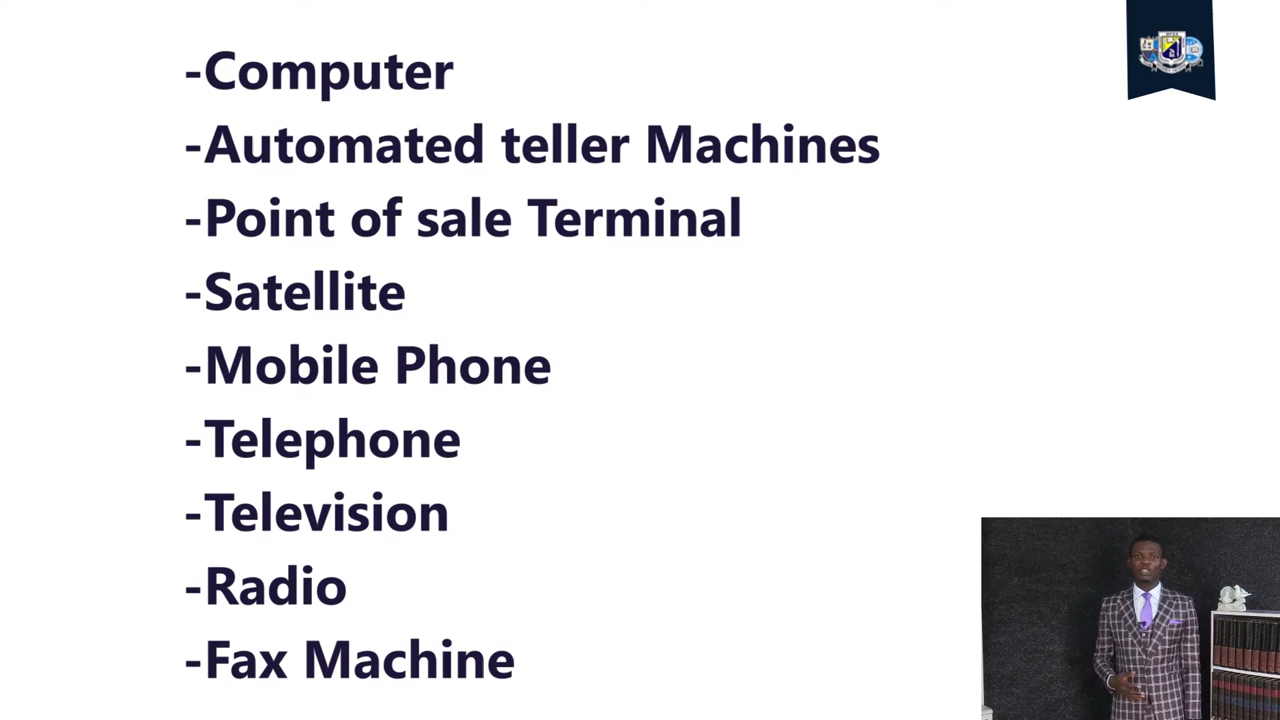 -Computer
-Automated teller Machines
-Point of sale Terminal
-Satellite
-Mobile Phone
-Telephone
-Television
-Radio
-Fax Machine